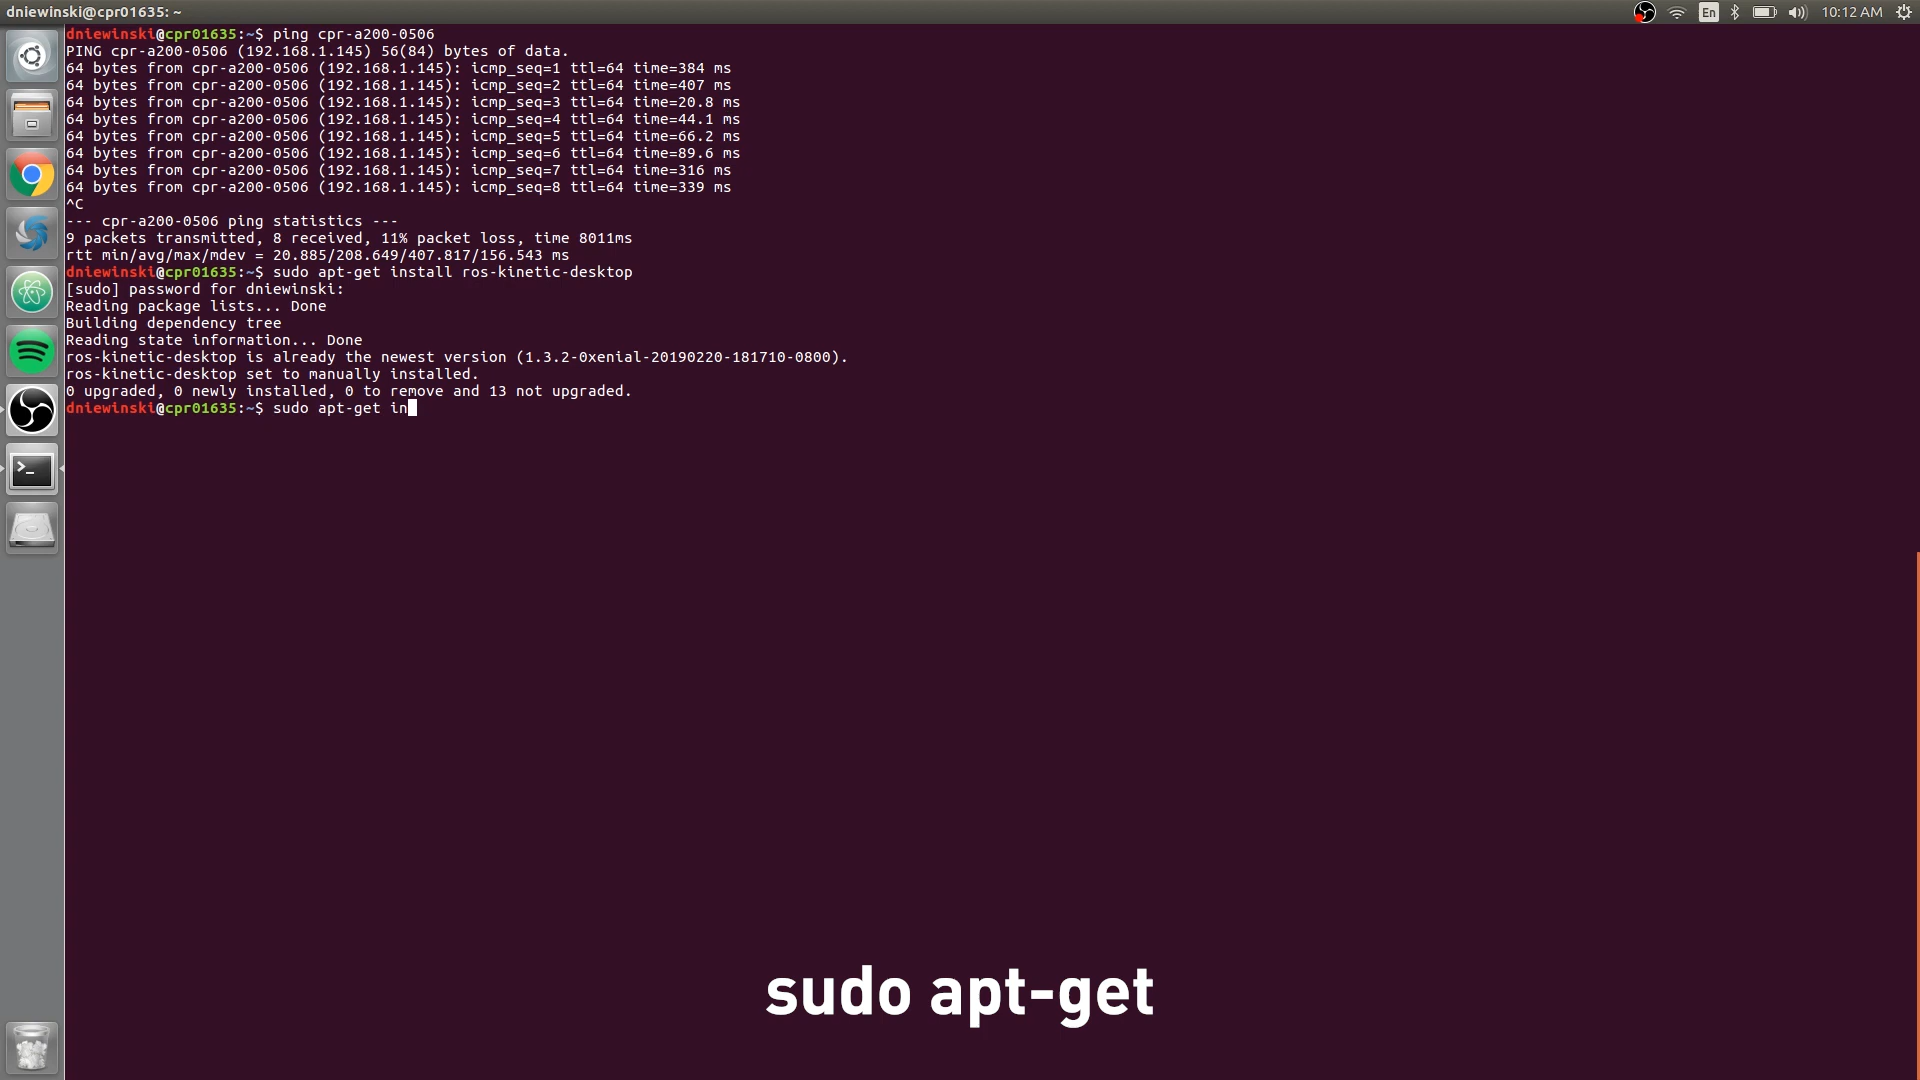 dniewinski@cpr01635: ~
En
10:12 AM
dniewinski@cpr01635:~$ ping cpr-a200-0506
PING cpr-a200-0506 (192.168.1.145) 56(84) bytes of data.
64 bytes from cpr-a200-0506 (192.168.1.145): icmp_seq=1 ttl=64 time=384 ms
64 bytes from cpr-a200-0506 (192.168.1.145): icmp_seq=2 ttl=64 time=407 ms
64 bytes from cpr-a200-0506 (192.168.1.145): icmp_seq=3 ttl=64 time=20.8 ms
64 bytes from cpr-a200-0506 (192.168.1.145): icmp_seq=4 ttl=64 time=44.1 ms
64 bytes from cpr-a200-0506 (192.168.1.145): icmp_seq=5 ttl=64 time=66.2 ms
64 bytes from cpr-a200-0506 (192.168.1.145): icmp_seq=6 ttl=64 time=89.6 ms
64 bytes from cpr-a200-0506 (192.168.1.145): icmp_seq=7 ttl=64 time=316 ms
64 bytes from cpr-a200-0506 (192.168.1.145): icmp_seq=8 ttl=64 time=339 ms
^C
--- cpr-a200-0506 ping statistics ---
9 packets transmitted, 8 received, 11% packet loss, time 8011ms
rtt min/avg/max/mdev = 20.885/208.649/407.817/156.543 ms
dniewinski@cpr01635:~$ sudo apt-get install ros-kinetic-desktop
[sudo] password for dniewinski:
Reading package lists... Done
Building dependency tree
Reading state information... Done
ros-kinetic-desktop is already the newest version (1.3.2-0xenial-20190220-181710-0800).
ros-kinetic-desktop set to manually installed.
0 upgraded, 0 newly installed, 0 to remove and 13 not upgraded.
dniewinski@cpr01635:~$ sudo apt-get in
sudo apt-get